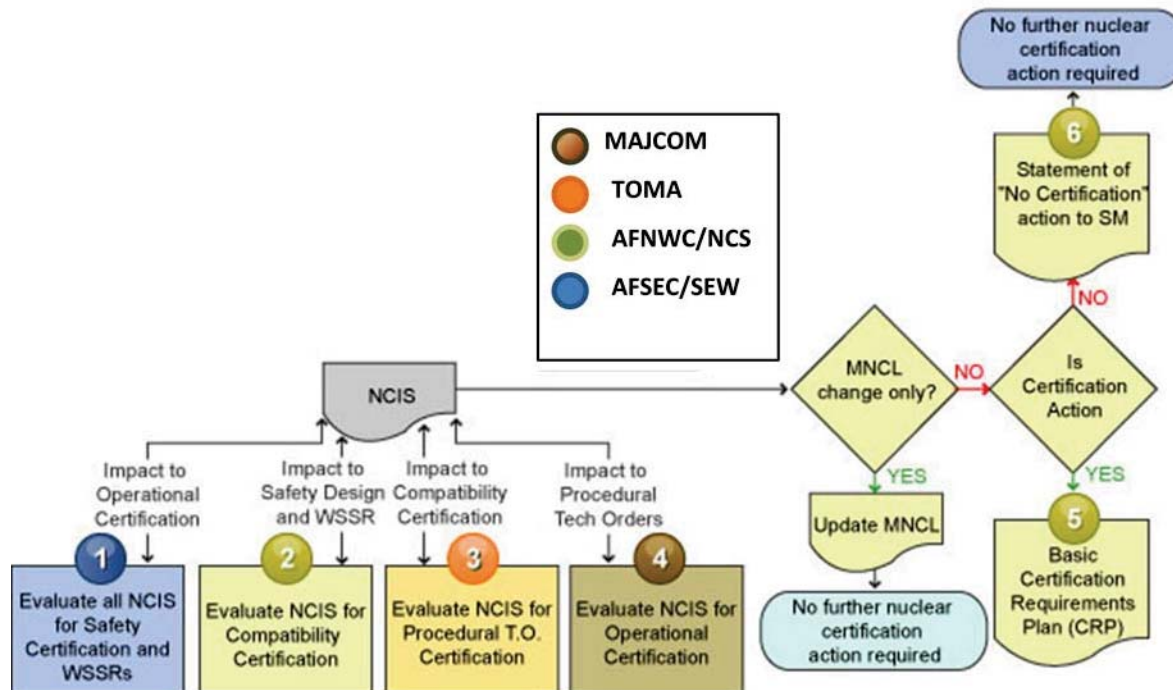 No further nuclear
certification
action required
6
Statement of
"No Certification"
action to SM
MAJCOM
TOMA
AFNWC/NCS
AFSEC/SEW
NO
NCIS
MNCL
change only?
NO
Is
Certification
Action
YES
YES
Impact to
Operational
Certification
Impact to
Safety Design
and WSSR
Impact to
Compatibility
Certification
Impact to
Procedural
Tech Orders
Update MNCL
5
Basic
Certification
Requirements
Plan (CRP)
1
Evaluate all NCIS
for Safety
Certification and
WSSRs
2
Evaluate NCIS for
Compatibility
Certification
3
Evaluate NCIS for
Procedural T.O.
Certification
4
Evaluate NCIS for
Operational
Certification
No further nuclear
certification
action required